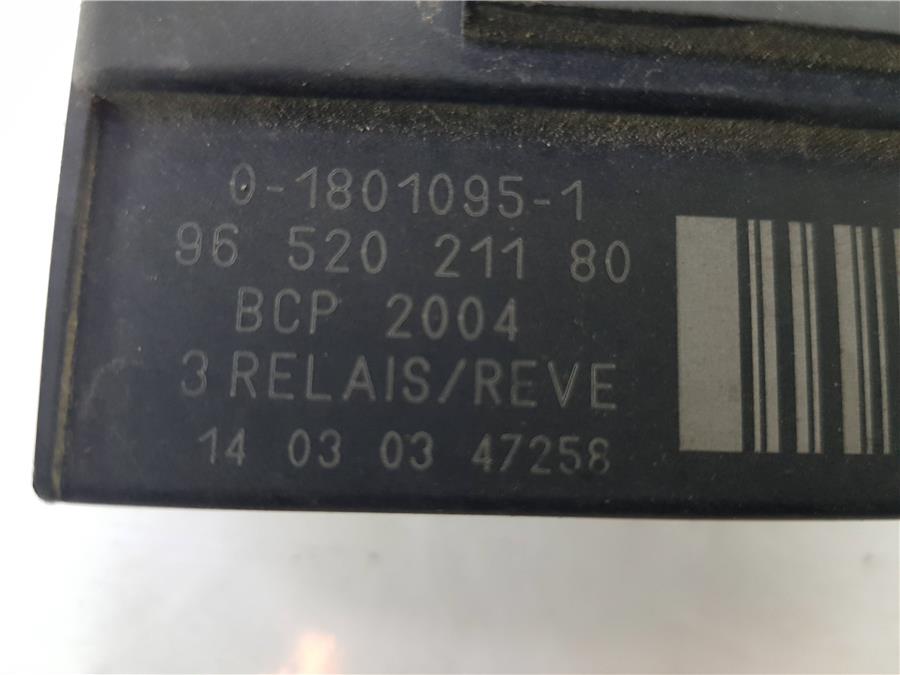 0-1801095-1
96 520 211 80
BCP 2004
3 RELAIS/REVE
14 03 03 47258